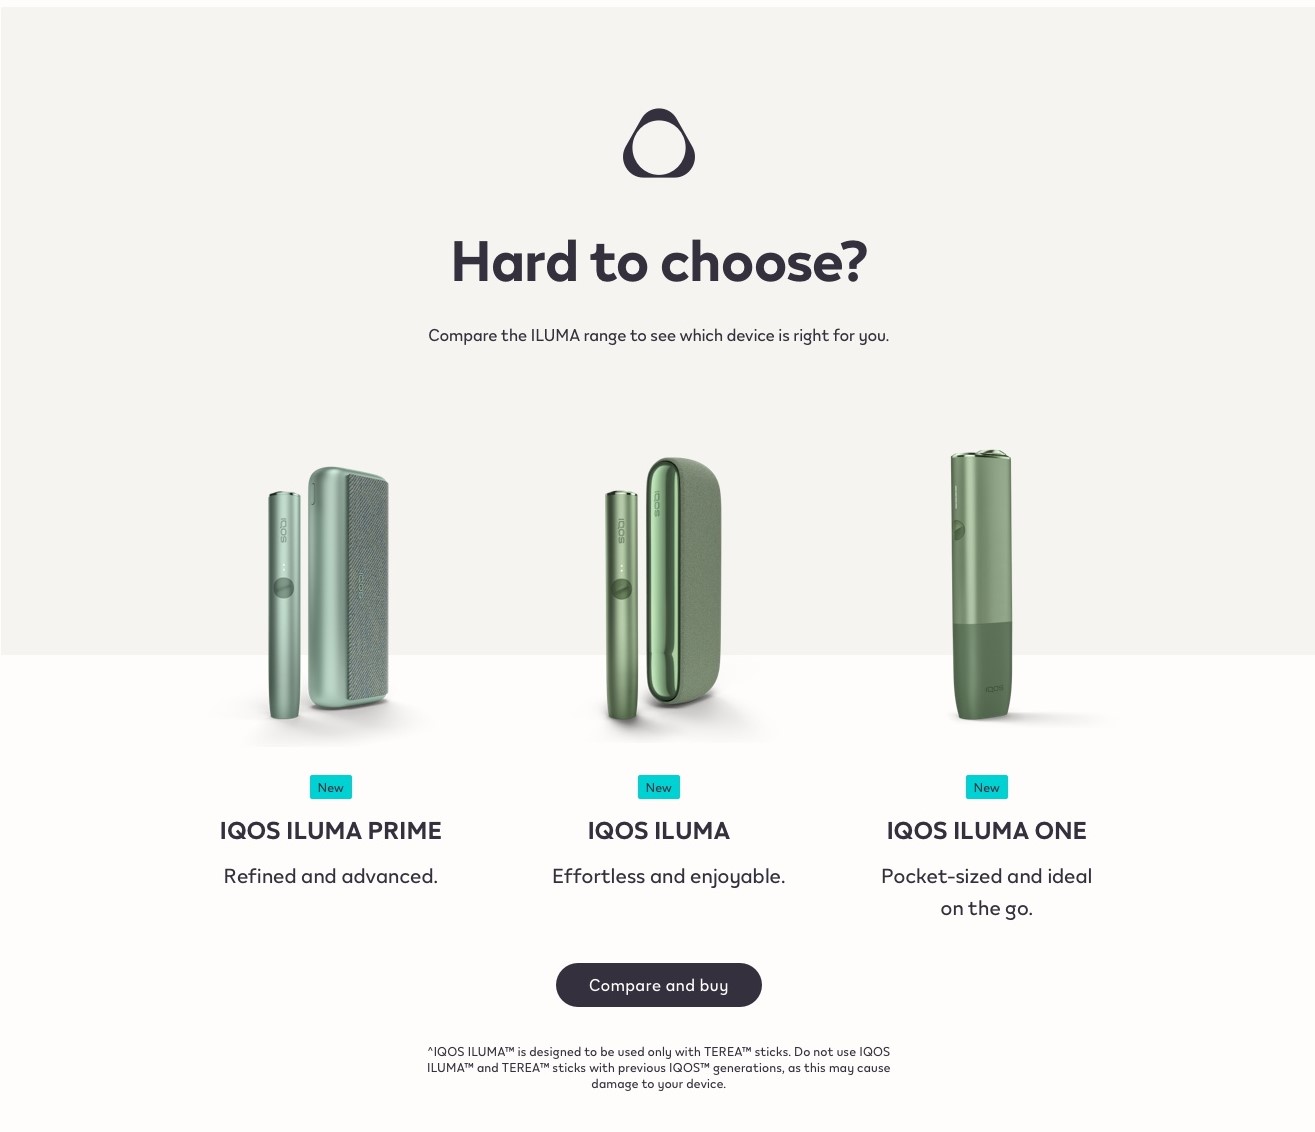 Hard to choose?
Compare the ILUMA range to see which device is right for you.
IQOS
IQOS
IQOS
IQOS
IQOS
New
New
New
IQOS ILUMA PRIME
IQOS ILUMA
IQOS ILUMA ONE
Refined and advanced.
Effortless and enjoyable.
Pocket-sized and ideal
on the go.
Compare and buy
^IQOS ILUMA™ is designed to be used only with TEREA™ sticks. Do not use IQOS
ILUMA™ and TEREA™ sticks with previous IQOS™ generations, as this may cause
damage to your device.